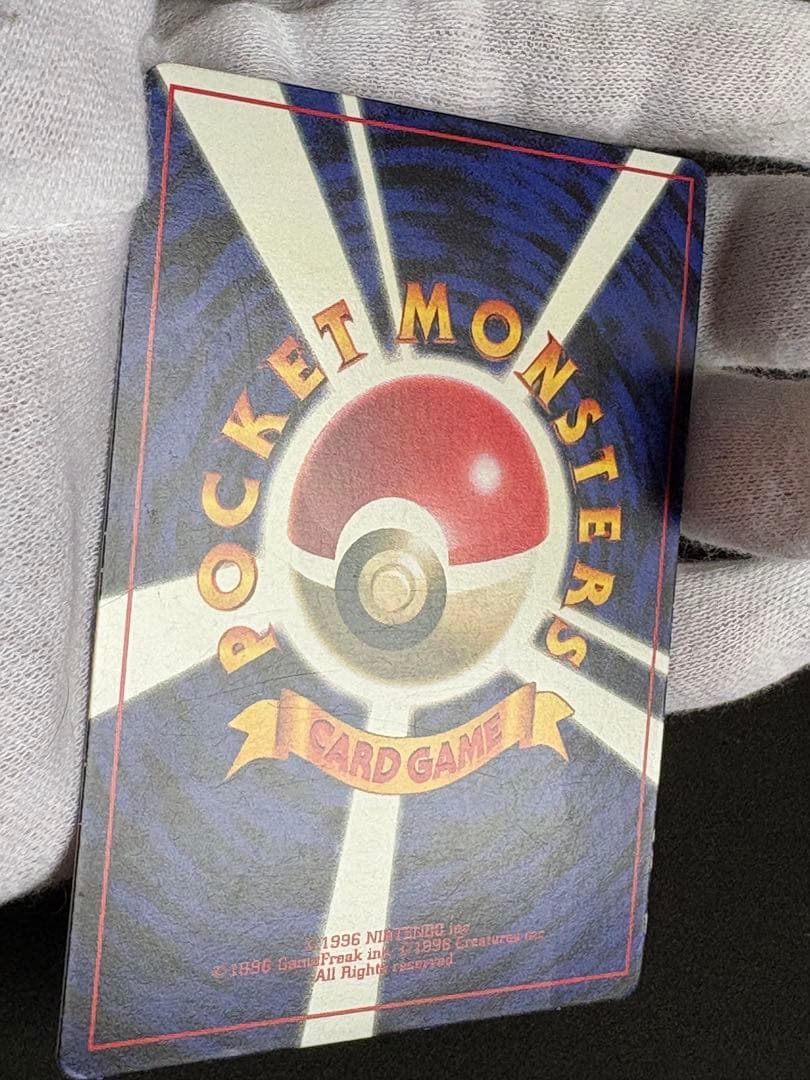 POCKET MONSTERS
CARD GAME
© 1996 NINTENDO inc
© 1996 GameFreak inc © 1996 Creatures inc
All Rights reserved